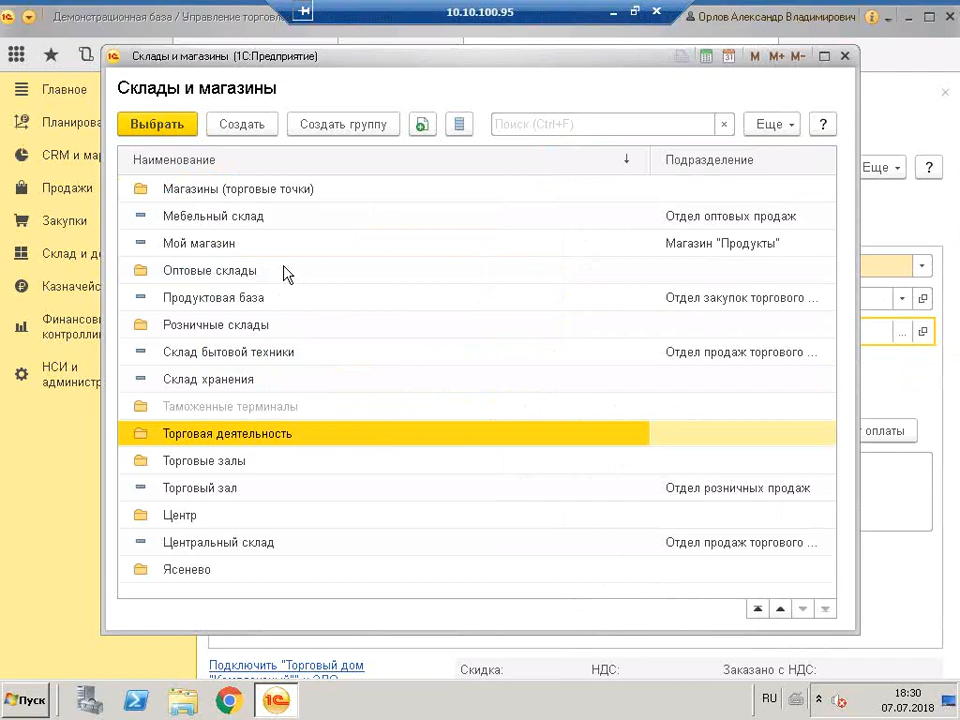 Демонстрационная база / Управление торговл
10.10.100.95
Орлов Александр Владимирович
Склады и магазины (1С:Предприятие)
M M+ M-
Главное
Склады и магазины
Планирова
Выбрать Создать Создать группу Поиск (Ctrl+F) × Еще ?
CRM и мар
Наименование ↓ Подразделение
Еще ?
Продажи
Магазины (торговые точки)
Закупки
Мебельный склад Отдел оптовых продаж
Мой магазин Магазин "Продукты"
Склад и до
Оптовые склады
Казначейс
Продуктовая база Отдел закупок торгового ...
Финансовы
контроллин
Розничные склады
Склад бытовой техники Отдел продаж торгового ...
НСИ и
администр
Склад хранения
Таможенные терминалы
Торговая деятельность
оплаты
Торговые залы
Торговый зал Отдел розничных продаж
Центр
Центральный склад Отдел продаж торгового ...
Ясенево
Подключить "Торговый дом
Скидка: НДС: Заказано с НДС:
Пуск
RU
18:30
07.07.2018